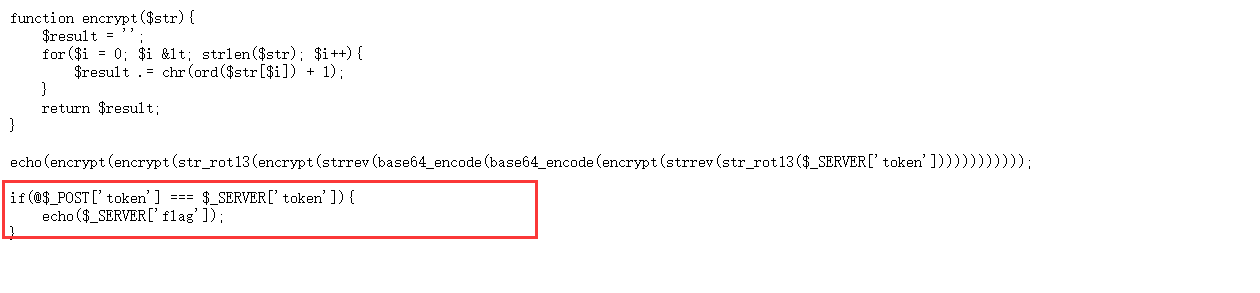 function encrypt($str){
    $result = '';
    for($i = 0; $i &lt; strlen($str); $i++){
        $result .= chr(ord($str[$i]) + 1);
    }
    return $result;
}
echo(encrypt(encrypt(str_rot13(encrypt(strrev(base64_encode(base64_encode(encrypt(strrev(str_rot13($_SERVER['token'])))))))))));
if(@$_POST['token'] === $_SERVER['token']){
    echo($_SERVER['flag']);
}